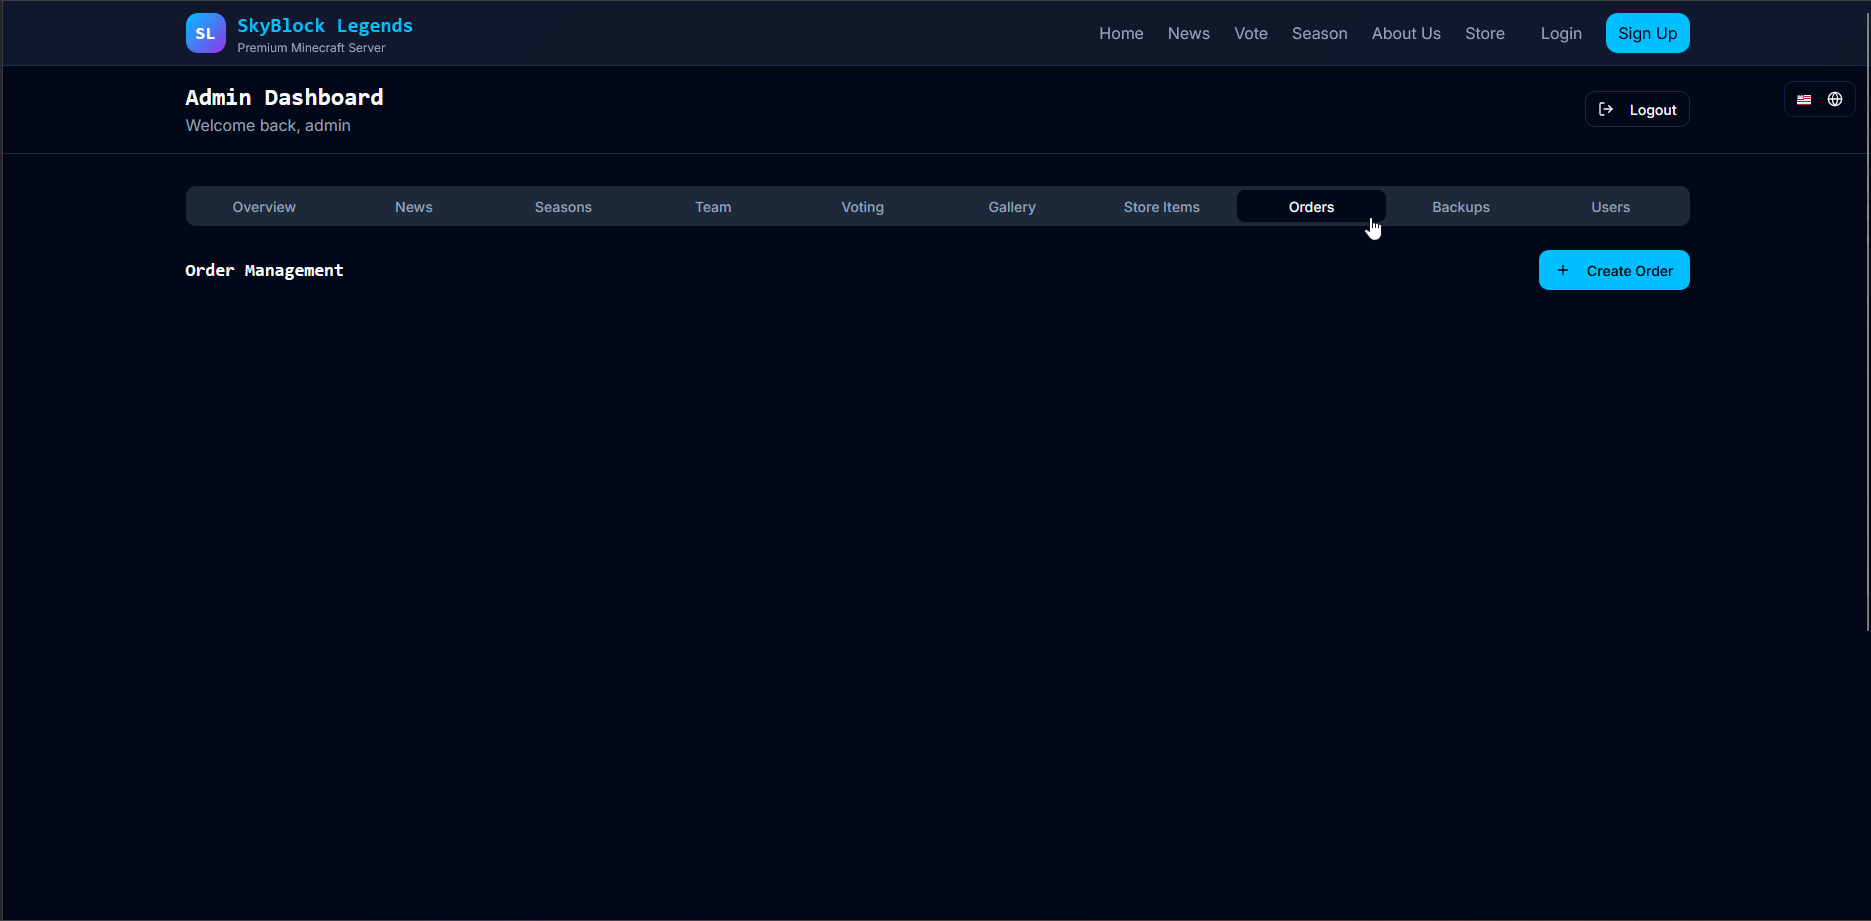 SL
SkyBlock Legends
Premium Minecraft Server
Home News Vote Season About Us Store Login Sign Up
Admin Dashboard
Welcome back, admin
Logout
Overview News Seasons Team Voting Gallery Store Items Orders Backups Users
Order Management
+ Create Order